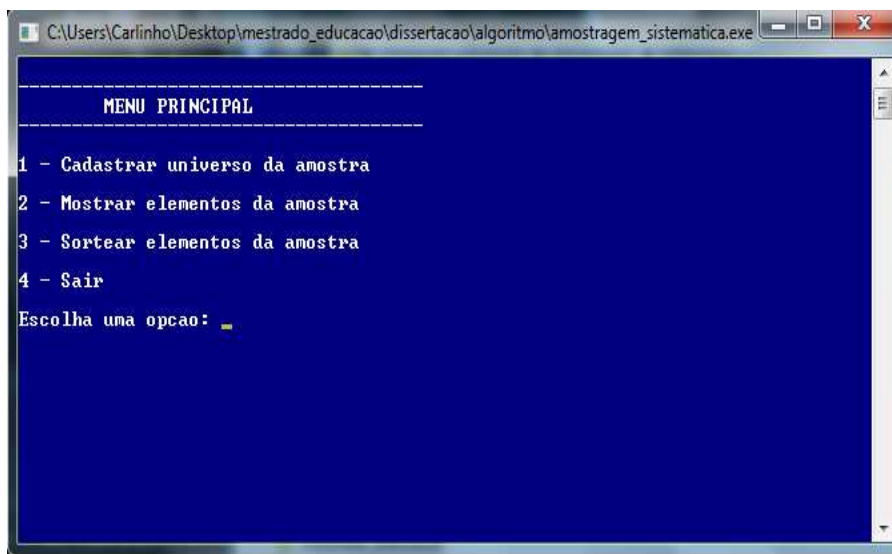 C:\Users\Carlinho\Desktop\mestrado_educacao\dissertacao\algoritmo\amostragem_sistematica.exe
MENU PRINCIPAL
1 - Cadastrar universo da amostra
2 - Mostrar elementos da amostra
3 - Sortear elementos da amostra
4 - Sair
Escolha uma opcao: _